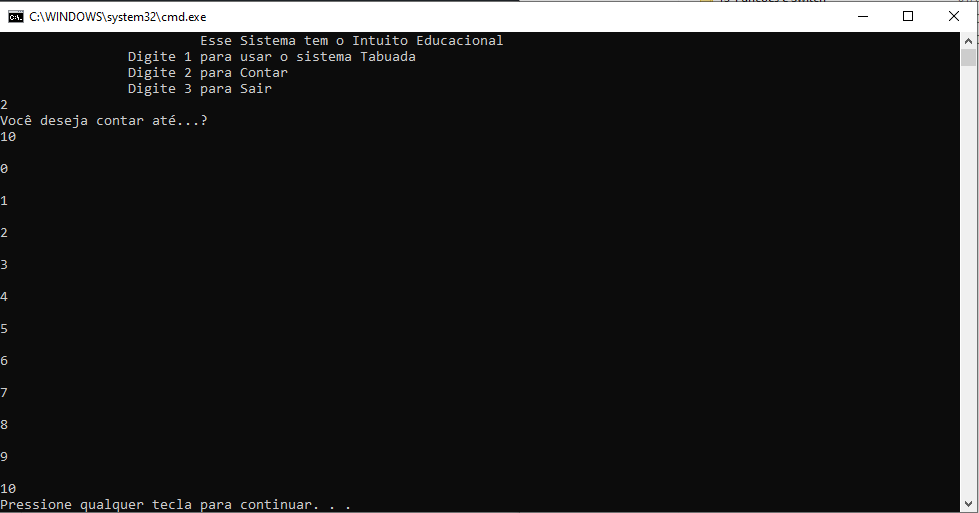 C:\WINDOWS\system32\cmd.exe
Esse Sistema tem o Intuito Educacional
Digite 1 para usar o sistema Tabuada
Digite 2 para Contar
Digite 3 para Sair
2
Você deseja contar até...?
10
0
1
2
3
4
5
6
7
8
9
10
Pressione qualquer tecla para continuar. . .